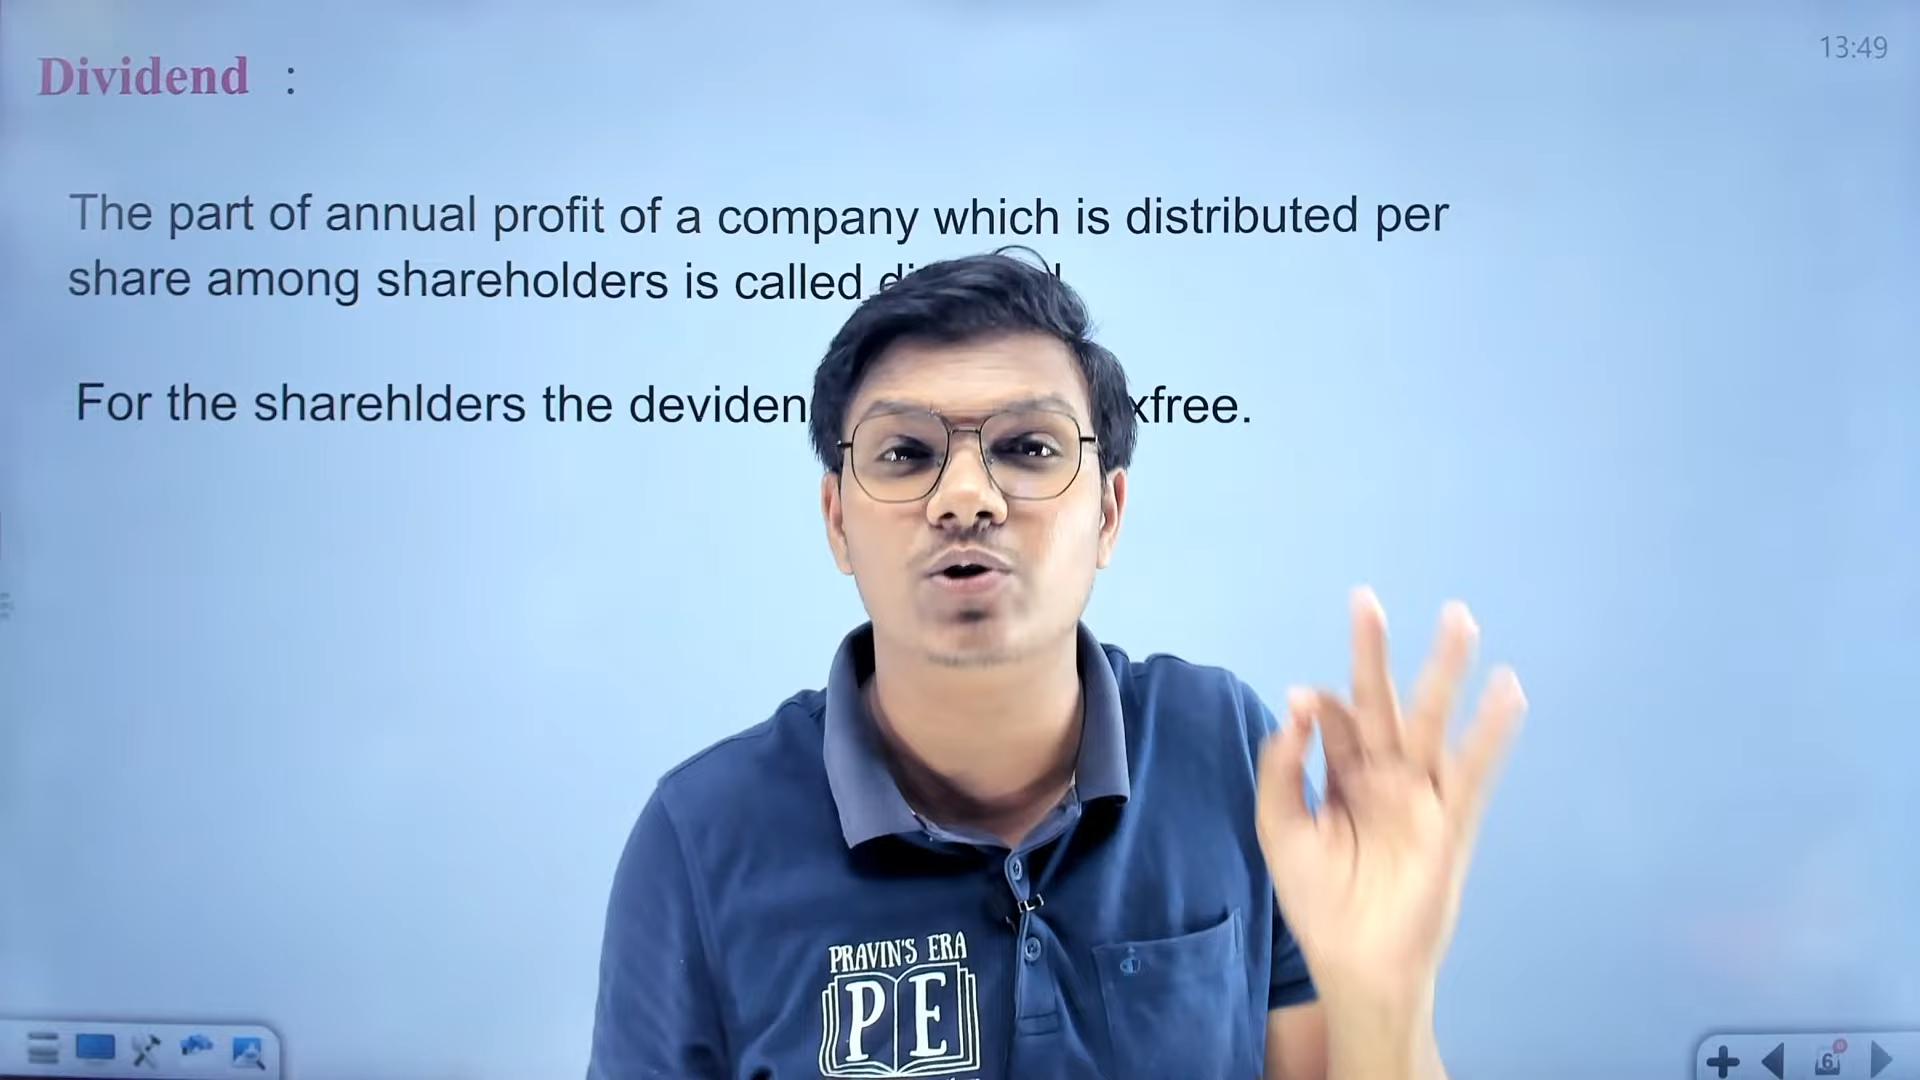 Dividend :
13:49
The part of annual profit of a company which is distributed per
share among shareholders is called
For the sharehlders the deviden xfree.
PRAVIN'S ERA
PE
6